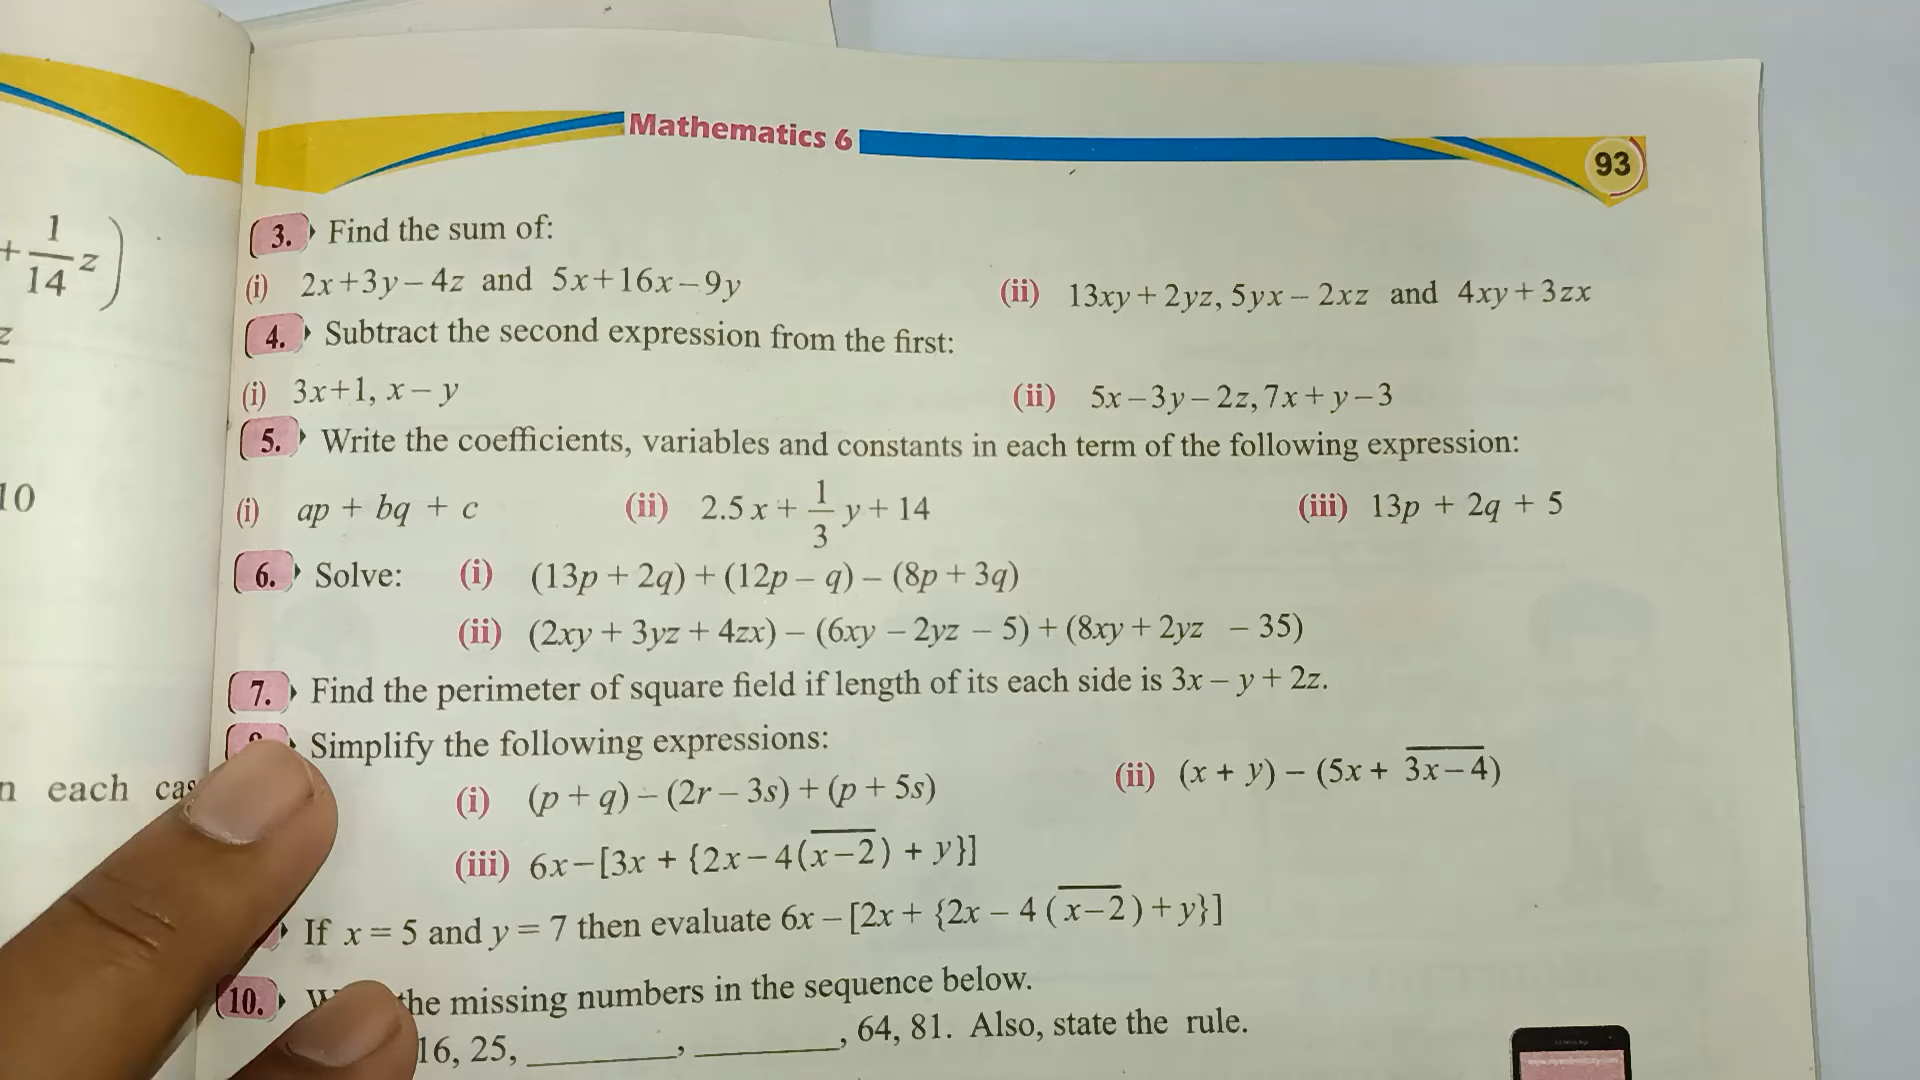 Mathematics 6
93
+ 1/14 z)
z
10
n each cas
3. Find the sum of:
(i) 2x+3y–4z and 5x+16x–9y (ii) 13xy+2yz, 5yx–2xz and 4xy+3zx
4. Subtract the second expression from the first:
(i) 3x+1, x–y (ii) 5x–3y–2z, 7x+y–3
5. Write the coefficients, variables and constants in each term of the following expression:
(i) ap + bq + c (ii) 2.5x + 1/3 y + 14 (iii) 13p + 2q + 5
6. Solve: (i) (13p + 2q) + (12p – q) – (8p + 3q)
(ii) (2xy + 3yz + 4zx) – (6xy – 2yz – 5) + (8xy + 2yz – 35)
7. Find the perimeter of square field if length of its each side is 3x – y + 2z.
Simplify the following expressions:
(i) (p + q) – (2r – 3s) + (p + 5s) (ii) (x + y) – (5x + 3x̅–̅4̅)
(iii) 6x–[3x + {2x–4(x̅–̅2̅) + y}]
If x = 5 and y = 7 then evaluate 6x – [2x + {2x – 4 (x̅–̅2̅) + y}]
10. the missing numbers in the sequence below.
16, 25, ________, ________, 64, 81. Also, state the rule.